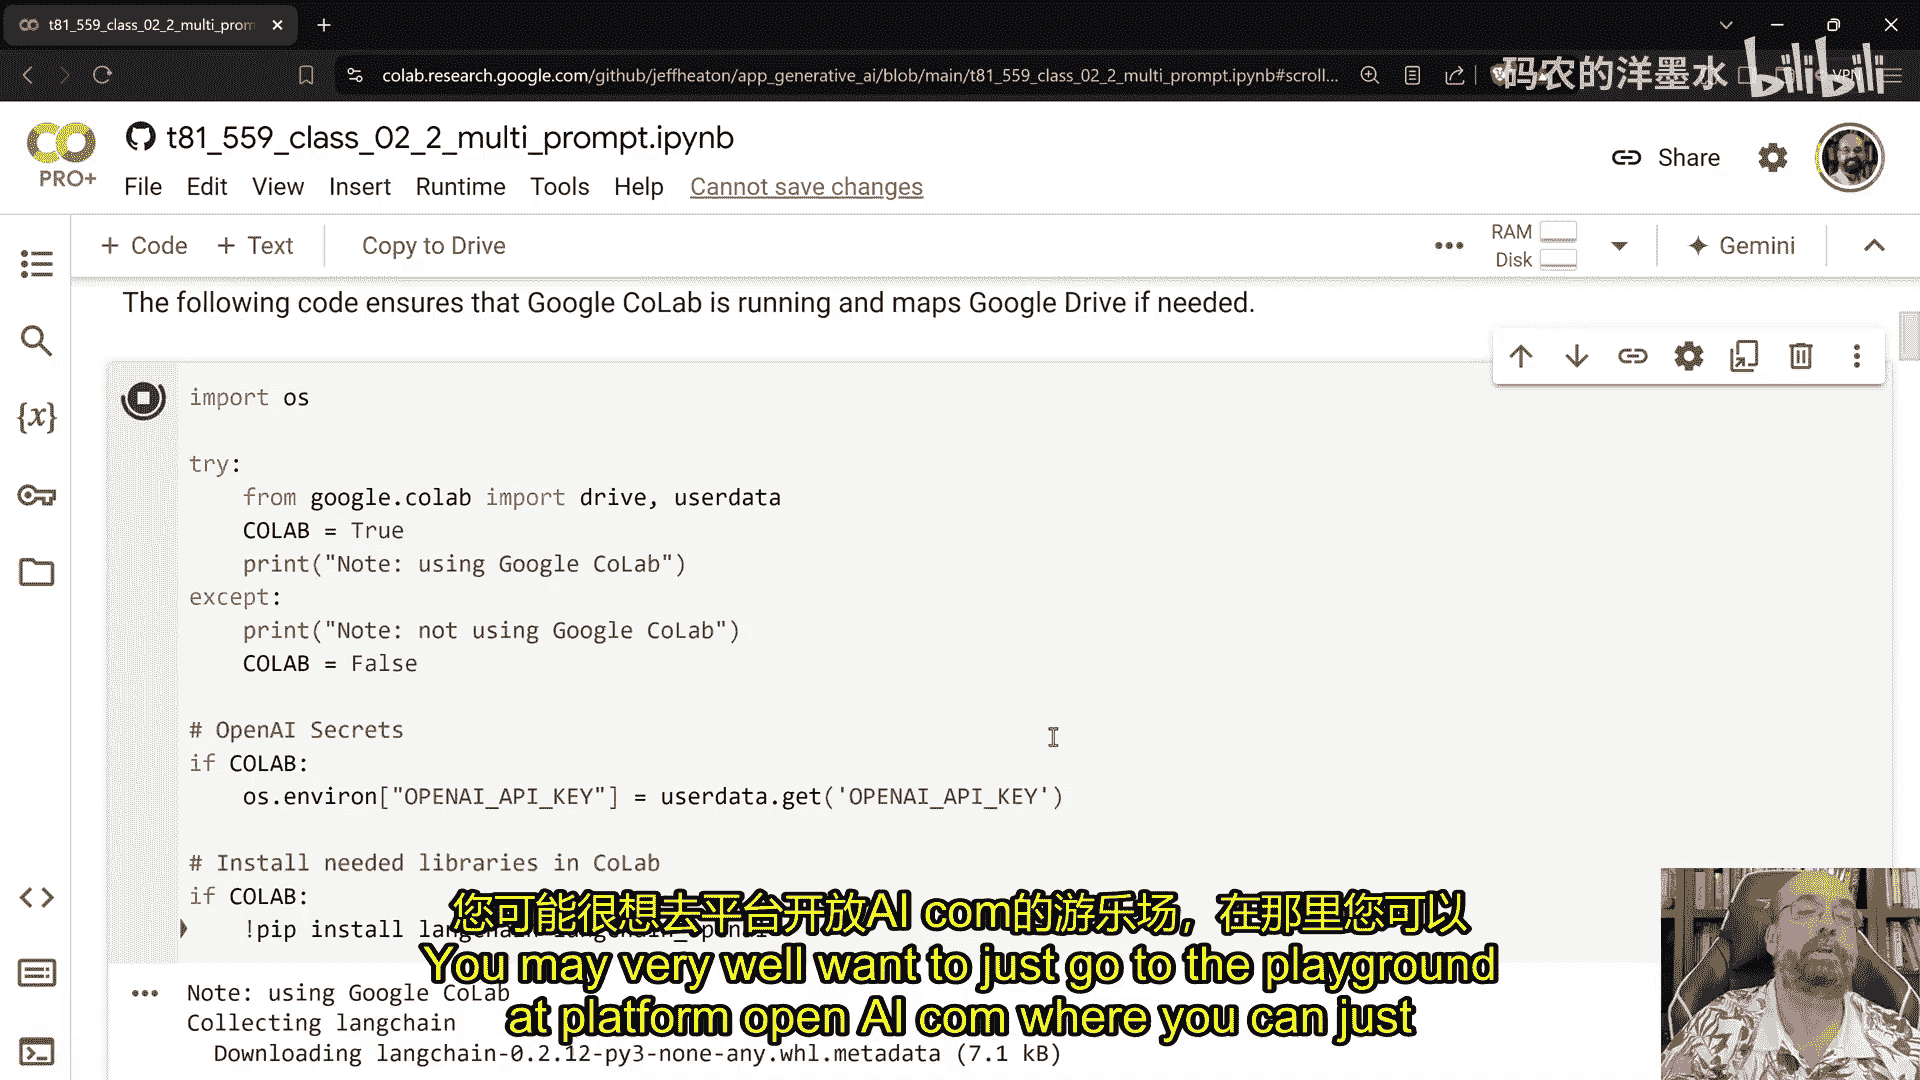 t81_559_class_02_2_multi_prom
colab.research.google.com/github/jeffheaton/app_generative_ai/blob/main/t81_559_class_02_2_multi_prompt.ipynb#scroll...
码农的洋墨水
bilibili
VPN
PRO+
t81_559_class_02_2_multi_prompt.ipynb
File Edit View Insert Runtime Tools Help Cannot save changes
Share
+ Code + Text Copy to Drive
RAM
Disk
Gemini
The following code ensures that Google CoLab is running and maps Google Drive if needed.
import os
try:
from google.colab import drive, userdata
COLAB = True
print("Note: using Google CoLab")
except:
print("Note: not using Google CoLab")
COLAB = False
# OpenAI Secrets
if COLAB:
os.environ["OPENAI_API_KEY"] = userdata.get('OPENAI_API_KEY')
# Install needed libraries in CoLab
if COLAB:
!pip install langchain langchain_openai
Note: using Google CoLab
Collecting langchain
Downloading langchain-0.2.12-py3-none-any.whl.metadata (7.1 kB)
您可能很想去平台开放AI com的游乐场，在那里您可以
You may very well want to just go to the playground
at platform open AI com where you can just